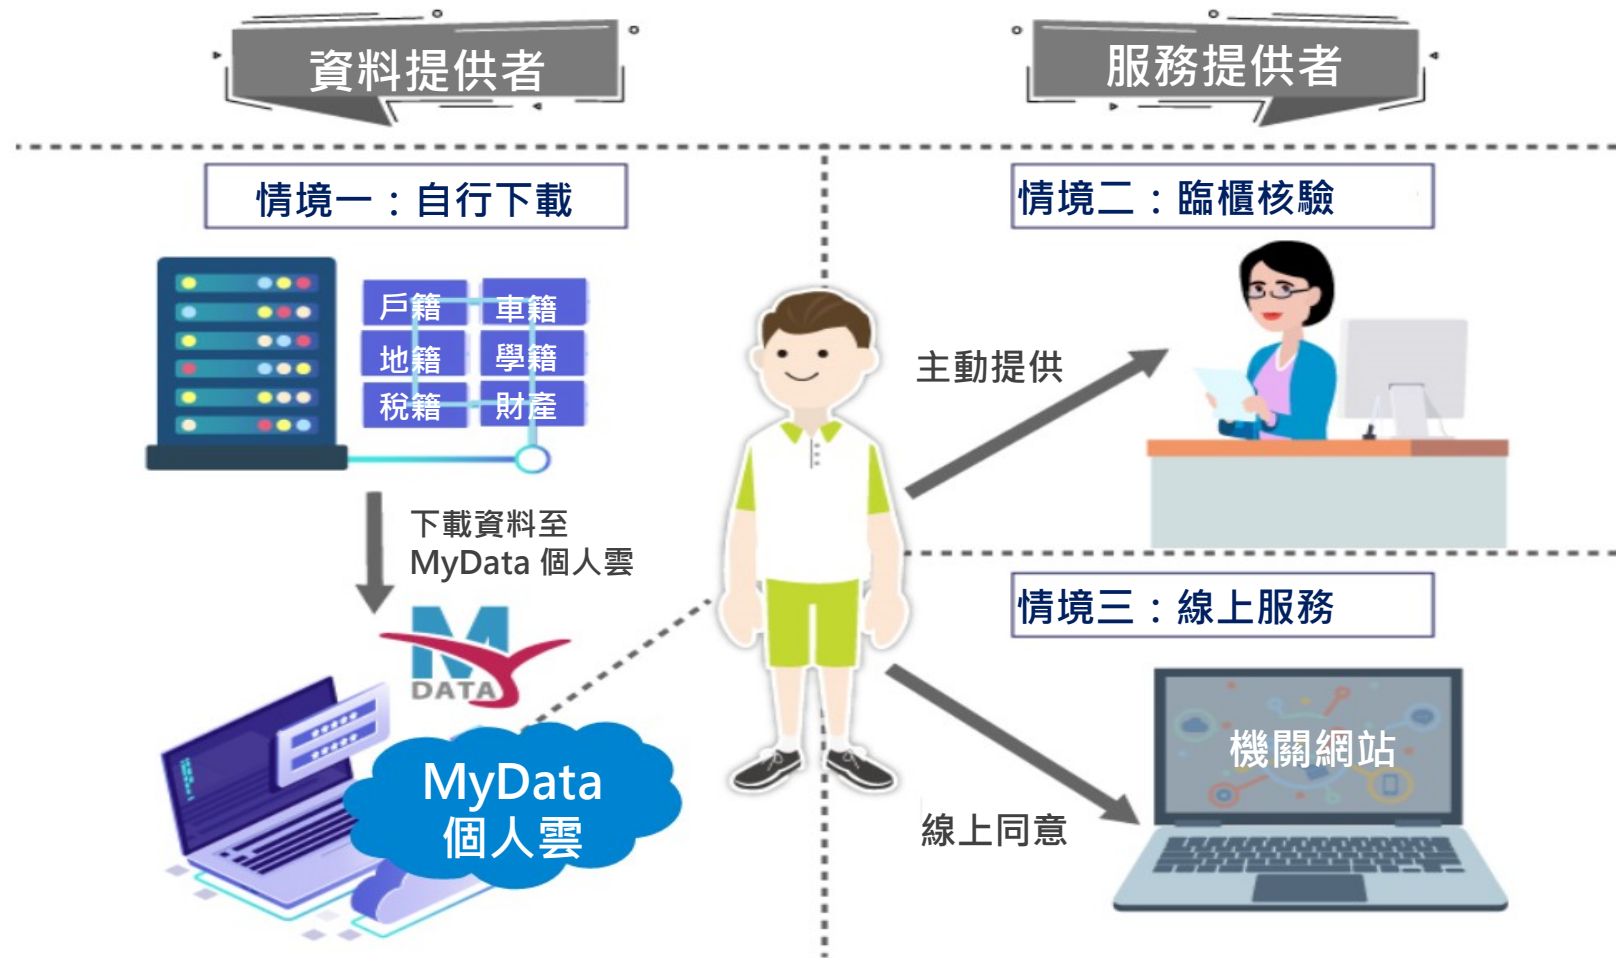 資料提供者
服務提供者
情境一：自行下載
戶籍
車籍
地籍
學籍
稅籍
財產
下載資料至
MyData 個人雲
MY
DATA
MyData
個人雲
情境二：臨櫃核驗
主動提供
情境三：線上服務
機關網站
線上同意